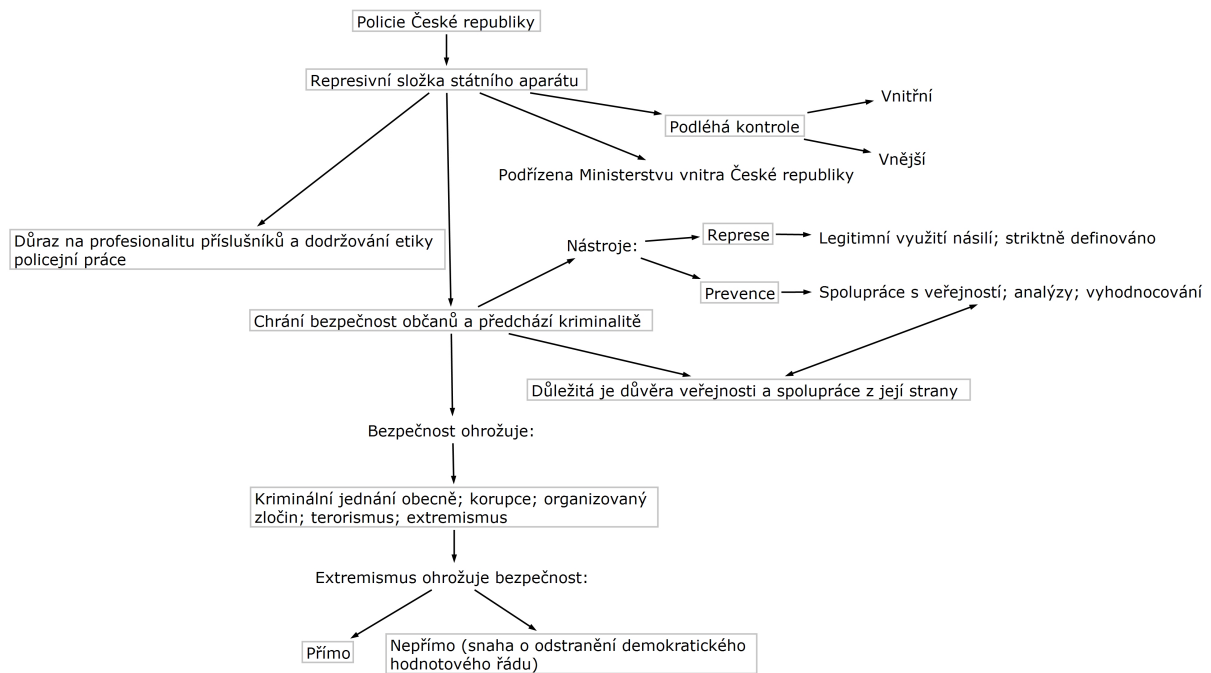 Policie České republiky
Represivní složka státního aparátu
Vnitřní
Podléhá kontrole
Vnější
Podřízena Ministerstvu vnitra České republiky
Důraz na profesionalitu příslušníků a dodržování etiky
policejní práce
Nástroje:
Represe
Legitimní využití násilí; striktně definováno
Prevence
Spolupráce s veřejností; analýzy; vyhodnocování
Chrání bezpečnost občanů a předchází kriminalitě
Důležitá je důvěra veřejnosti a spolupráce z její strany
Bezpečnost ohrožuje:
Kriminální jednání obecně; korupce; organizovaný
zločin; terorismus; extremismus
Extremismus ohrožuje bezpečnost:
Přímo
Nepřímo (snaha o odstranění demokratického
hodnotového řádu)